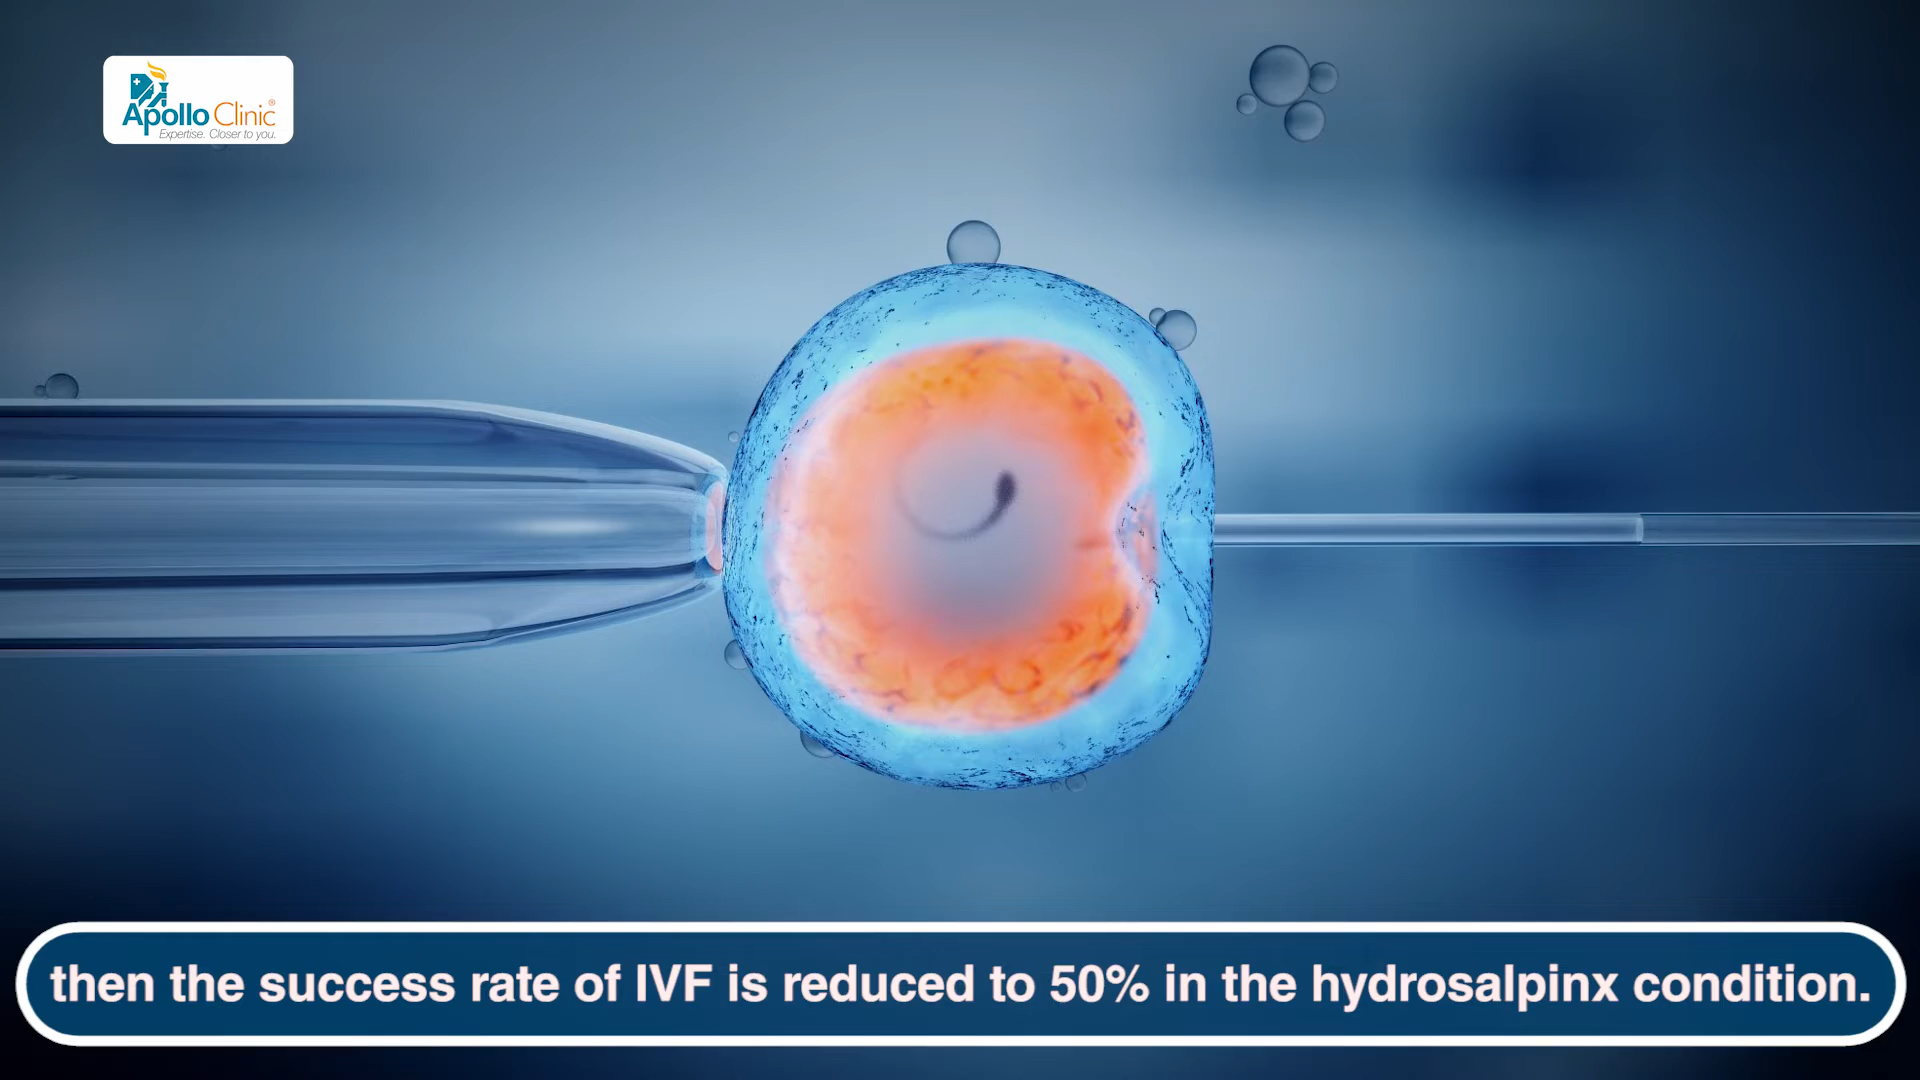 Apollo Clinic®
Expertise. Closer to you.
then the success rate of IVF is reduced to 50% in the hydrosalpinx condition.